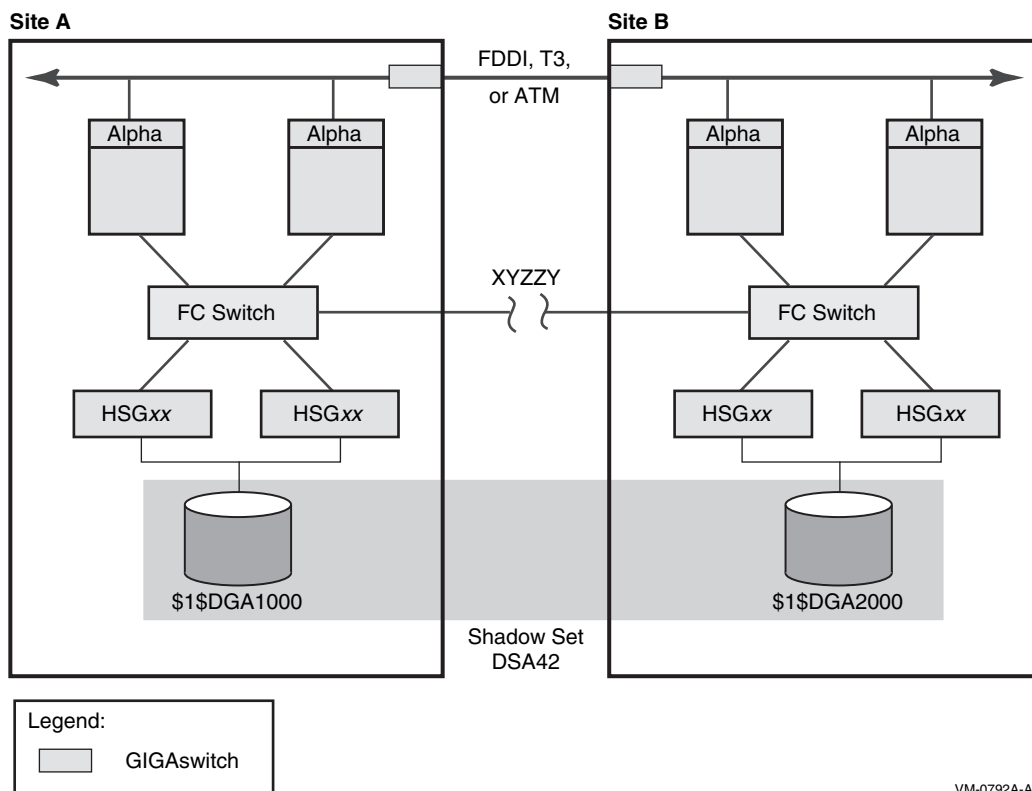 Site A
Site B
FDDI, T3,
or ATM
Alpha
Alpha
Alpha
Alpha
XYZZY
FC Switch
FC Switch
HSGxx
HSGxx
HSGxx
HSGxx
$1$DGA1000
$1$DGA2000
Shadow Set
DSA42
Legend:
GIGAswitch
VM-0792A-A